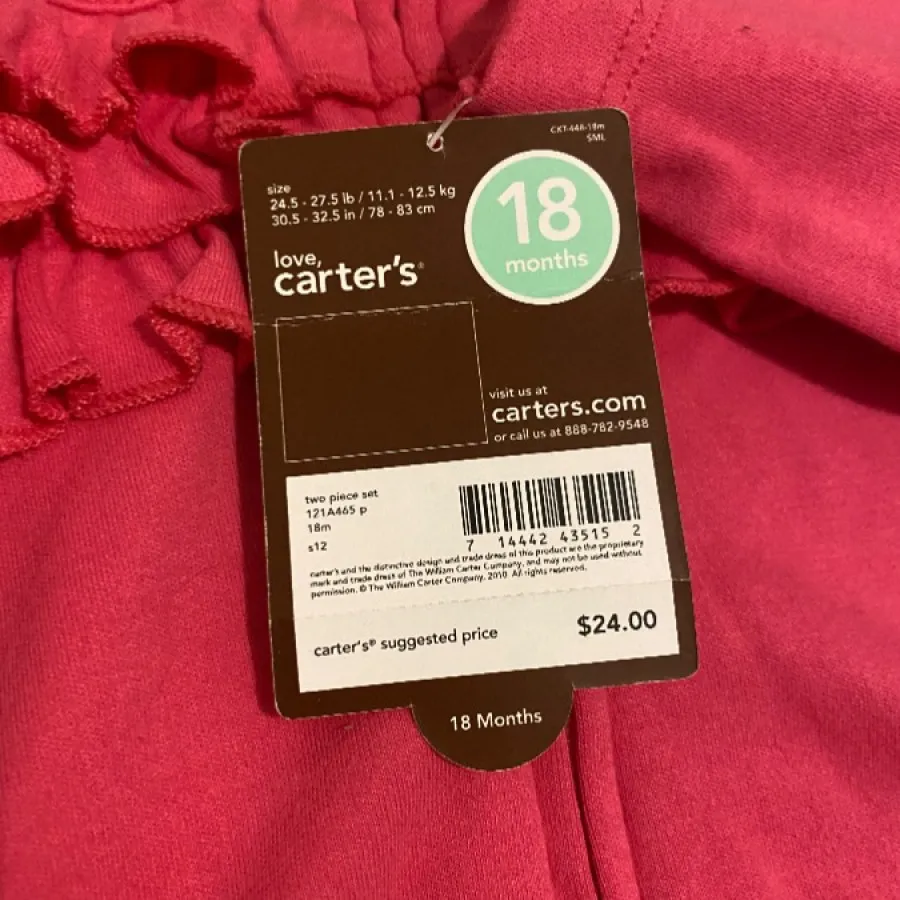 CKT-448-18m
SML
size
24.5 - 27.5 lb / 11.1 - 12.5 kg
30.5 - 32.5 in / 78 - 83 cm
18
months
love,
carter's®
visit us at
carters.com
or call us at 888-782-9548
two piece set
121A465 p
18m
s12
7 14442 43515 2
carter's and the distinctive design and trade dress of this product are the proprietary
mark and trade dress of The William Carter Company, and may not be used without
permission. © The William Carter Company, 2010. All rights reserved.
carter's® suggested price
$24.00
18 Months